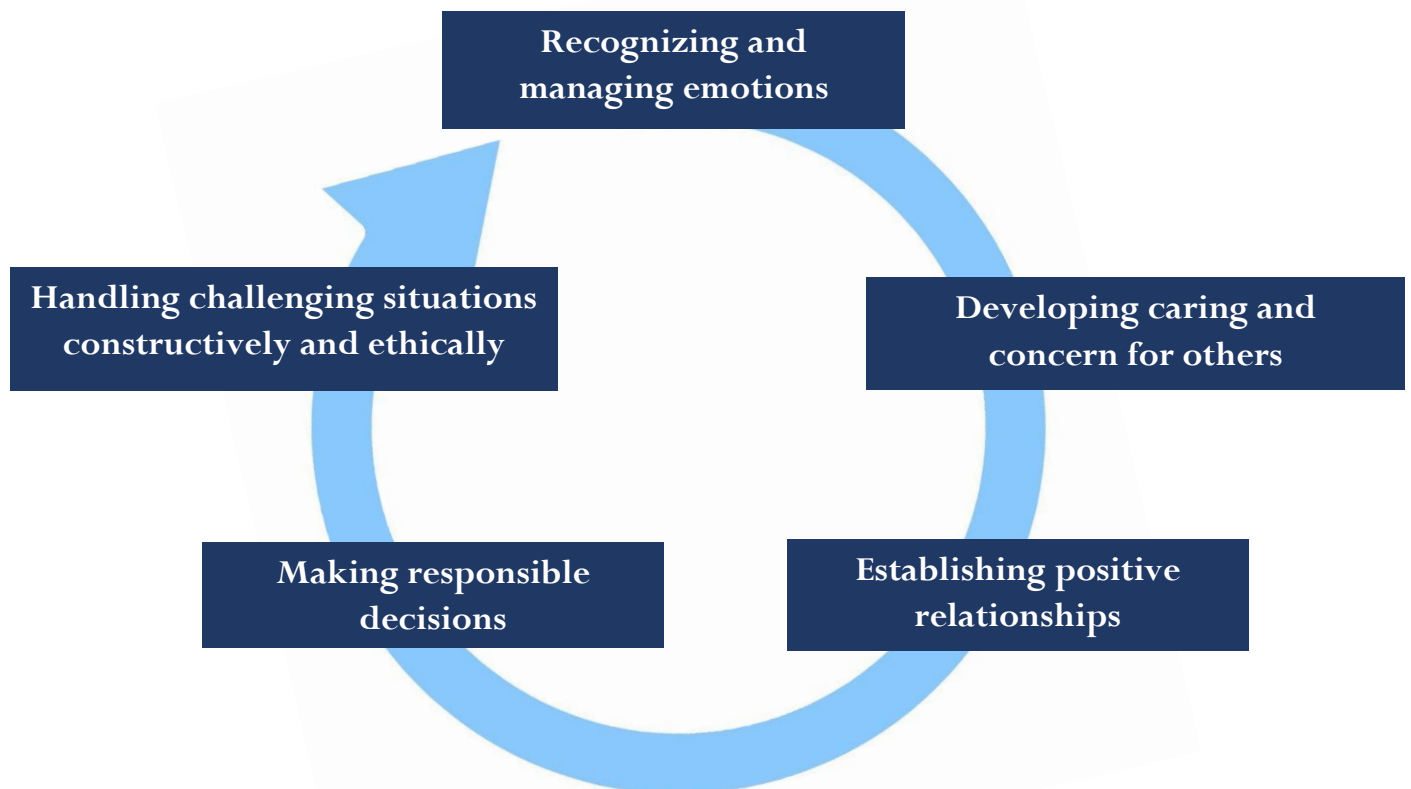 Recognizing and
managing emotions
Developing caring and
concern for others
Establishing positive
relationships
Making responsible
decisions
Handling challenging situations
constructively and ethically